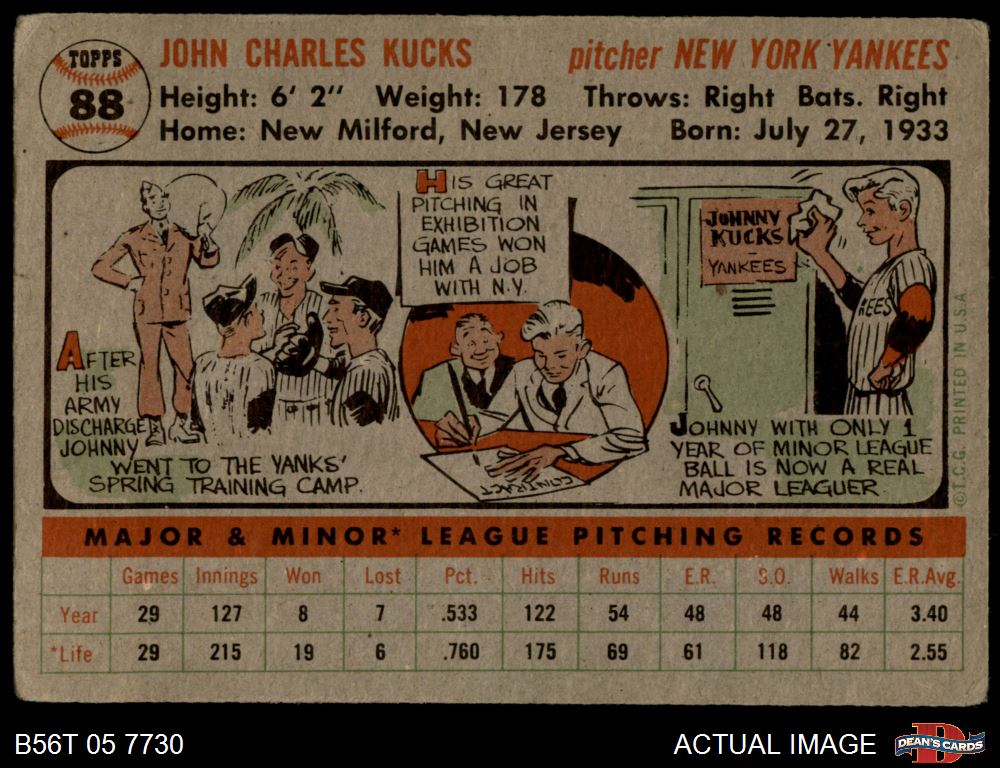 TOPPS
88
JOHN CHARLES KUCKS pitcher NEW YORK YANKEES
Height: 6' 2" Weight: 178 Throws: Right Bats. Right
Home: New Milford, New Jersey Born: July 27, 1933
AFTER
HIS
ARMY
DISCHARGE
JOHNNY
WENT TO THE YANKS'
SPRING TRAINING CAMP.
HIS GREAT
PITCHING IN
EXHIBITION
GAMES WON
HIM A JOB
WITH N.Y.
CONTRACT
JOHNNY
KUCKS
-
YANKEES
KEES
JOHNNY WITH ONLY 1
YEAR OF MINOR LEAGUE
BALL IS NOW A REAL
MAJOR LEAGUER.
©T.C.G. PRINTED IN U.S.A.
MAJOR & MINOR* LEAGUE PITCHING RECORDS
Games Innings Won Lost Pct. Hits Runs E.R. S.O. Walks E.R.Avg.
Year 29 127 8 7 .533 122 54 48 48 44 3.40
*Life 29 215 19 6 .760 175 69 61 118 82 2.55
B56T 05 7730
ACTUAL IMAGE
D
DEAN'S CARDS